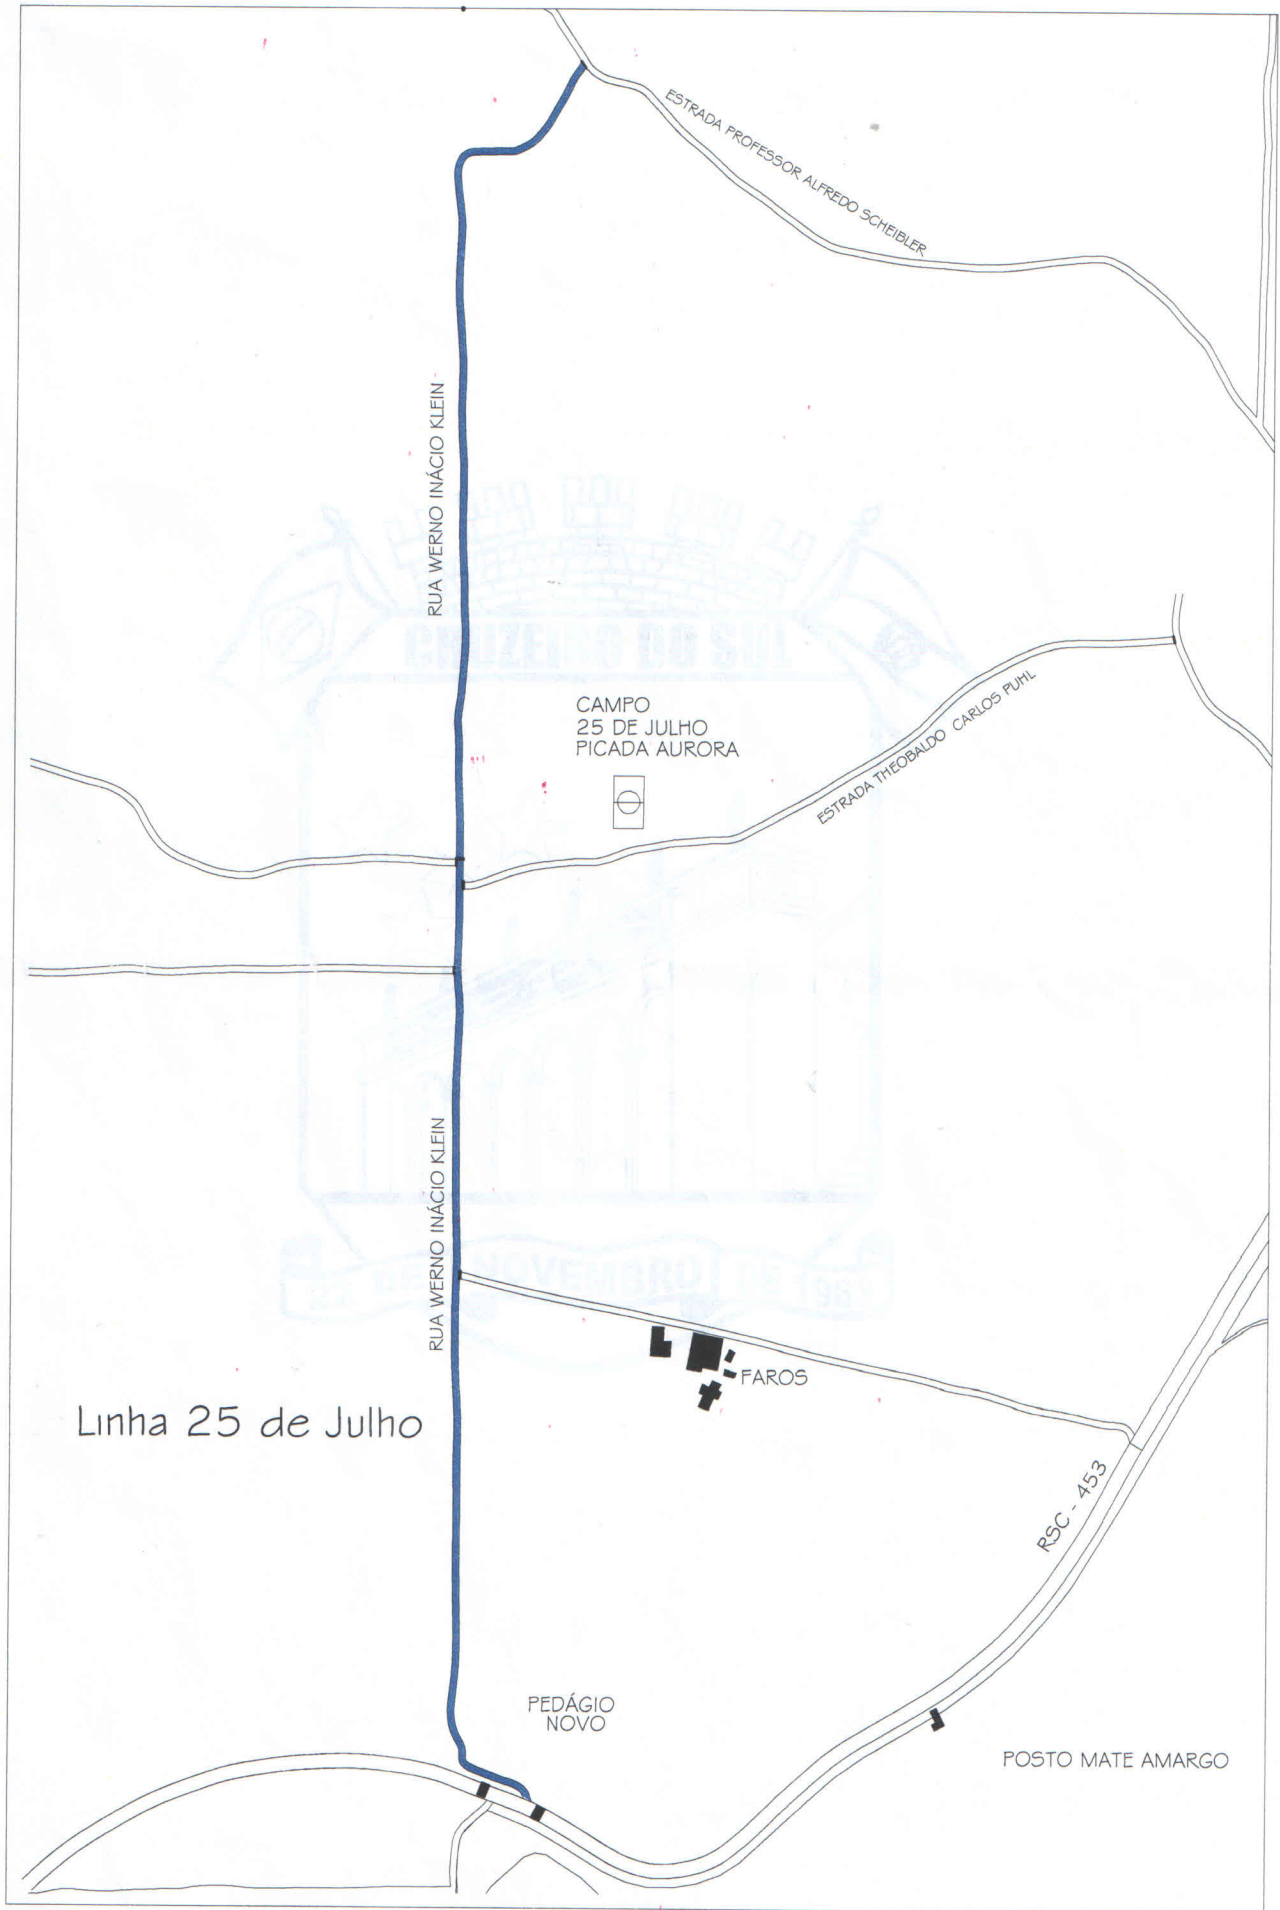 ESTRADA PROFESSOR ALFREDO SCHEIBLER
RUA WERNO INÁCIO KLEIN
CRUZEIRO DO SUL
CAMPO
25 DE JULHO
PICADA AURORA
ESTRADA THEOBALDO CARLOS PUHL
RUA WERNO INÁCIO KLEIN
DE NOVEMBRO DE
FAROS
Linha 25 de Julho
RSC - 453
PEDÁGIO
NOVO
POSTO MATE AMARGO